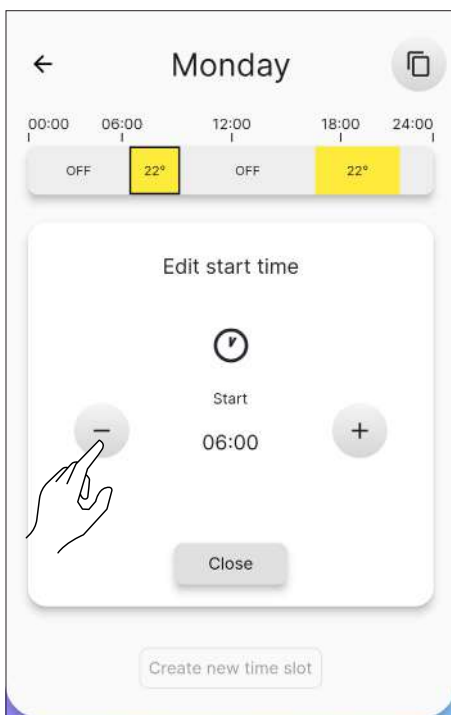 Monday
00:00 06:00 12:00 18:00 24:00
OFF 22° OFF 22°
Edit start time
Start
− 06:00 +
Close
Create new time slot